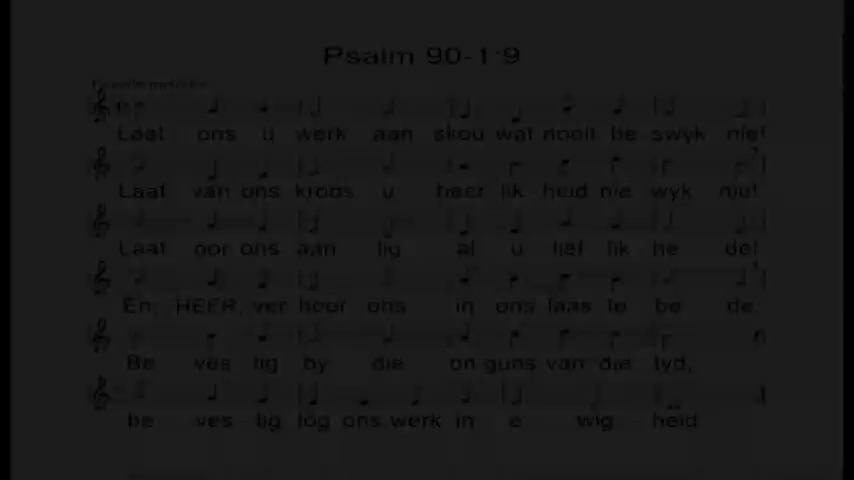 Psalm 90-1:9
Laat ons u werk aan skou wat nooit be swyk nie!
Laat van ons kroos u heer lik heid nie wyk nie!
Laat oor ons aan lig al u lief lik he de!
En, HEER, ver hoor ons in ons laas te be de
Be ves tig by die on guns van die tyd,
be ves tig tog ons werk in e wig heid